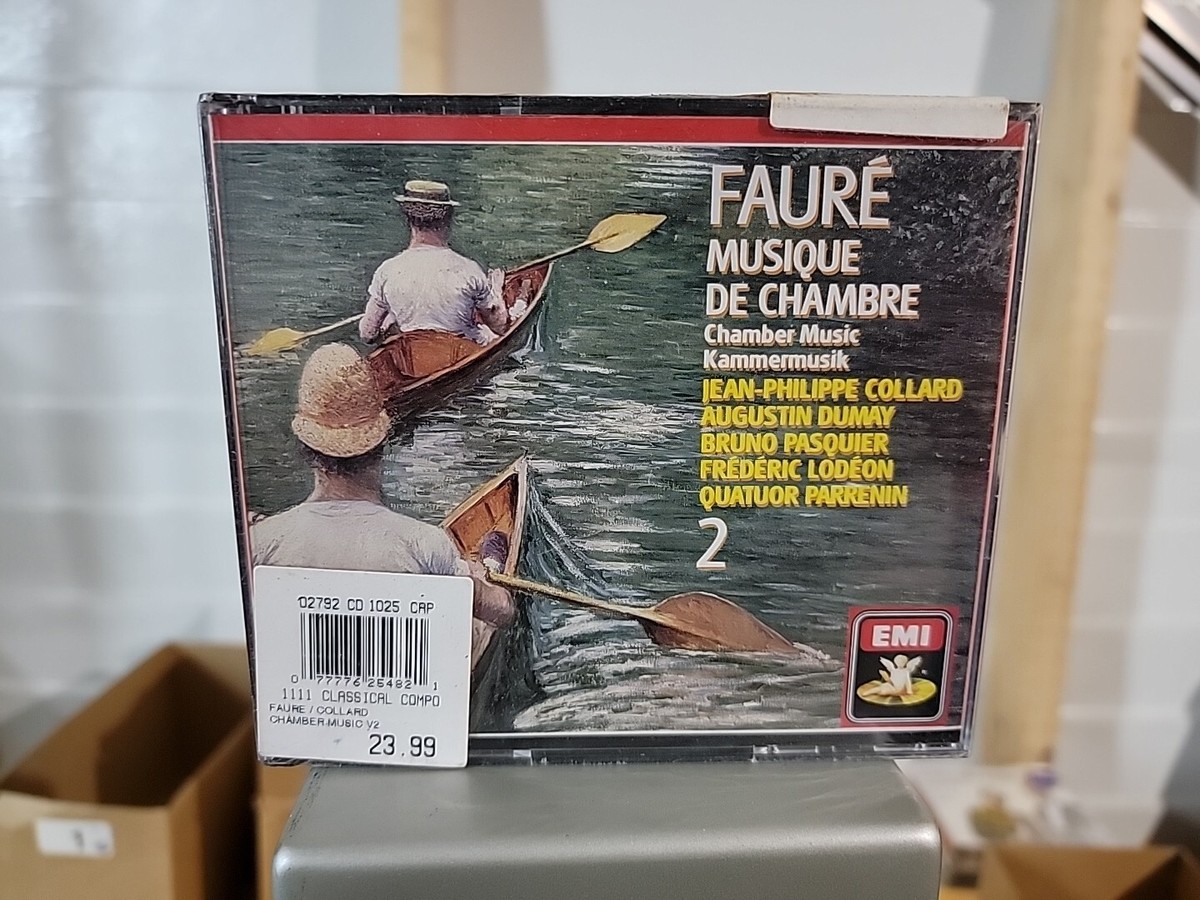 FAURÉ
MUSIQUE
DE CHAMBRE
Chamber Music
Kammermusik
JEAN-PHILIPPE COLLARD
AUGUSTIN DUMAY
BRUNO PASQUIER
FRÉDÉRIC LODÉON
QUATUOR PARRENIN
2
EMI
02792 CD 1025 CAP
0 77776 25482 1
1111 CLASSICAL COMPO
FAURE / COLLARD
CHAMBER MUSIC V2
23.99